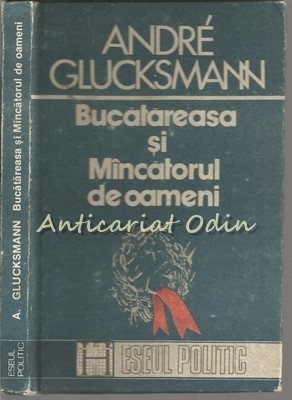 ANDRÉ
GLUCKSMANN
Bucătăreasa
și
Mîncătorul
de oameni
Anticariat Odin
ESEUL POLITIC
A. GLUCKSMANN Bucătăreasa și Mîncătorul de oameni
ESEUL
POLITIC